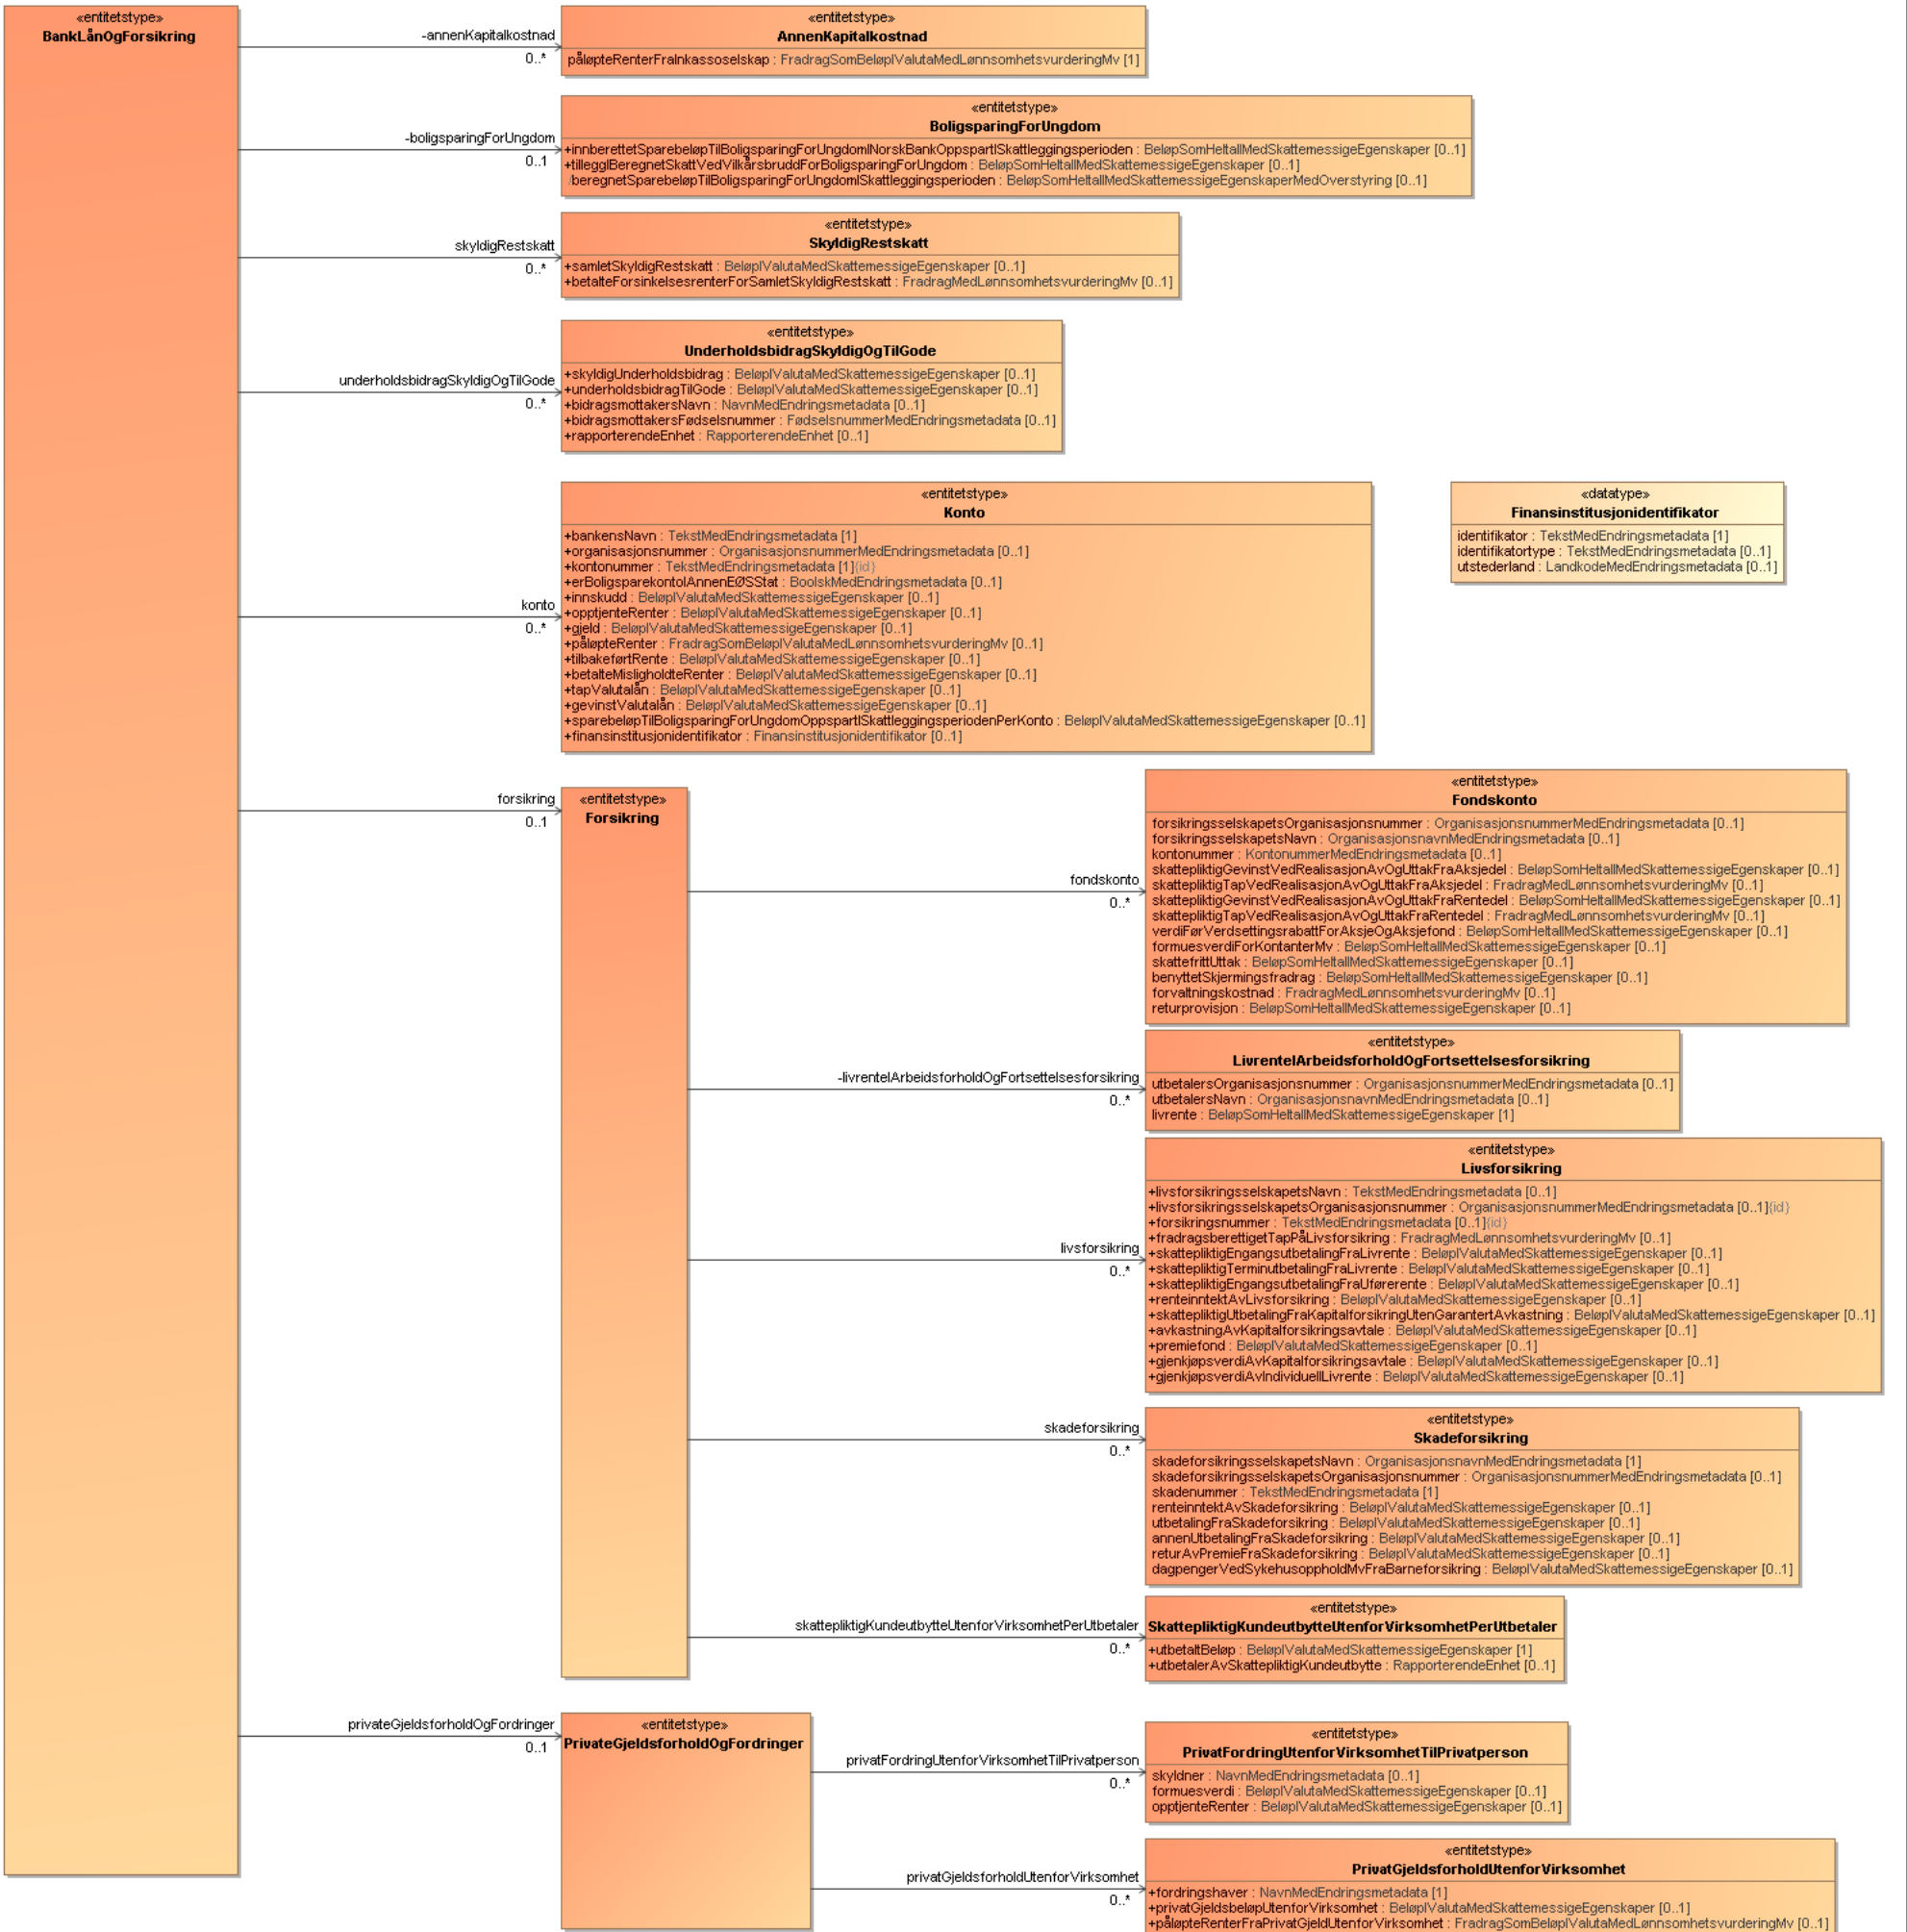 «entitetstype»
BankLånOgForsikring
-annenKapitalkostnad
0..*
«entitetstype»
AnnenKapitalkostnad
påløpteRenterFraInkassoselskap : FradragSomBeløpIValutaMedLønnsomhetsvurderingMv [1]
-boligsparingForUngdom
0..1
«entitetstype»
BoligsparingForUngdom
+innberettetSparebeløpTilBoligsparingForUngdomINorskBankOppspartISkattleggingsperioden : BeløpSomHeltallMedSkattemessigeEgenskaper [0..1]
+tilleggIBeregnetSkattVedVilkårsbruddForBoligsparingForUngdom : BeløpSomHeltallMedSkattemessigeEgenskaper [0..1]
/beregnetSparebeløpTilBoligsparingForUngdomISkattleggingsperioden : BeløpSomHeltallMedSkattemessigeEgenskaperMedOverstyring [0..1]
skyldigRestskatt
0..*
«entitetstype»
SkyldigRestskatt
+samletSkyldigRestskatt : BeløpIValutaMedSkattemessigeEgenskaper [0..1]
+betalteForsinkelsesrenterForSamletSkyldigRestskatt : FradragMedLønnsomhetsvurderingMv [0..1]
underholdsbidragSkyldigOgTilGode
0..*
«entitetstype»
UnderholdsbidragSkyldigOgTilGode
+skyldigUnderholdsbidrag : BeløpIValutaMedSkattemessigeEgenskaper [0..1]
+underholdsbidragTilGode : BeløpIValutaMedSkattemessigeEgenskaper [0..1]
+bidragsmottakersNavn : NavnMedEndringsmetadata [0..1]
+bidragsmottakersFødselsnummer : FødselsnummerMedEndringsmetadata [0..1]
+rapporterendeEnhet : RapporterendeEnhet [0..1]
konto
0..*
«entitetstype»
Konto
+bankensNavn : TekstMedEndringsmetadata [1]
+organisasjonsnummer : OrganisasjonsnummerMedEndringsmetadata [0..1]
+kontonummer : TekstMedEndringsmetadata [1]{id}
+erBoligsparekontoIAnnenEØSStat : BoolskMedEndringsmetadata [0..1]
+innskudd : BeløpIValutaMedSkattemessigeEgenskaper [0..1]
+opptjenteRenter : BeløpIValutaMedSkattemessigeEgenskaper [0..1]
+gjeld : BeløpIValutaMedSkattemessigeEgenskaper [0..1]
+påløpteRenter : FradragSomBeløpIValutaMedLønnsomhetsvurderingMv [0..1]
+tilbakeførtRente : BeløpIValutaMedSkattemessigeEgenskaper [0..1]
+betalteMisligholdteRenter : BeløpIValutaMedSkattemessigeEgenskaper [0..1]
+tapValutalån : BeløpIValutaMedSkattemessigeEgenskaper [0..1]
+gevinstValutalån : BeløpIValutaMedSkattemessigeEgenskaper [0..1]
+sparebeløpTilBoligsparingForUngdomOppspartISkattleggingsperiodenPerKonto : BeløpIValutaMedSkattemessigeEgenskaper [0..1]
+finansinstitusjonidentifikator : Finansinstitusjonidentifikator [0..1]
«datatype»
Finansinstitusjonidentifikator
identifikator : TekstMedEndringsmetadata [1]
identifikatortype : TekstMedEndringsmetadata [0..1]
utstederland : LandkodeMedEndringsmetadata [0..1]
forsikring
0..1
«entitetstype»
Forsikring
fondskonto
0..*
«entitetstype»
Fondskonto
forsikringsselskapetsOrganisasjonsnummer : OrganisasjonsnummerMedEndringsmetadata [0..1]
forsikringsselskapetsNavn : OrganisasjonsnavnMedEndringsmetadata [0..1]
kontonummer : KontonummerMedEndringsmetadata [0..1]
skattepliktigGevinstVedRealisasjonAvOgUttakFraAksjedel : BeløpSomHeltallMedSkattemessigeEgenskaper [0..1]
skattepliktigTapVedRealisasjonAvOgUttakFraAksjedel : FradragMedLønnsomhetsvurderingMv [0..1]
skattepliktigGevinstVedRealisasjonAvOgUttakFraRentedel : BeløpSomHeltallMedSkattemessigeEgenskaper [0..1]
skattepliktigTapVedRealisasjonAvOgUttakFraRentedel : FradragMedLønnsomhetsvurderingMv [0..1]
verdiFørVerdsettingsrabattForAksjeOgAksjefond : BeløpSomHeltallMedSkattemessigeEgenskaper [0..1]
formuesverdiForKontanterMv : BeløpSomHeltallMedSkattemessigeEgenskaper [0..1]
skattefrittUttak : BeløpSomHeltallMedSkattemessigeEgenskaper [0..1]
benyttetSkjermingsfradrag : BeløpSomHeltallMedSkattemessigeEgenskaper [0..1]
forvaltningskostnad : FradragMedLønnsomhetsvurderingMv [0..1]
returprovisjon : BeløpSomHeltallMedSkattemessigeEgenskaper [0..1]
-livrenteIArbeidsforholdOgFortsettelsesforsikring
0..*
«entitetstype»
LivrenteIArbeidsforholdOgFortsettelsesforsikring
utbetalersOrganisasjonsnummer : OrganisasjonsnummerMedEndringsmetadata [0..1]
utbetalersNavn : OrganisasjonsnavnMedEndringsmetadata [0..1]
livrente : BeløpSomHeltallMedSkattemessigeEgenskaper [1]
livsforsikring
0..*
«entitetstype»
Livsforsikring
+livsforsikringsselskapetsNavn : TekstMedEndringsmetadata [0..1]
+livsforsikringsselskapetsOrganisasjonsnummer : OrganisasjonsnummerMedEndringsmetadata [0..1]{id}
+forsikringsnummer : TekstMedEndringsmetadata [0..1]{id}
+fradragsberettigetTapPåLivsforsikring : FradragMedLønnsomhetsvurderingMv [0..1]
+skattepliktigEngangsutbetalingFraLivrente : BeløpIValutaMedSkattemessigeEgenskaper [0..1]
+skattepliktigTerminutbetalingFraLivrente : BeløpIValutaMedSkattemessigeEgenskaper [0..1]
+skattepliktigEngangsutbetalingFraUførerente : BeløpIValutaMedSkattemessigeEgenskaper [0..1]
+renteinntektAvLivsforsikring : BeløpIValutaMedSkattemessigeEgenskaper [0..1]
+skattepliktigUtbetalingFraKapitalforsikringUtenGarantertAvkastning : BeløpIValutaMedSkattemessigeEgenskaper [0..1]
+avkastningAvKapitalforsikringsavtale : BeløpIValutaMedSkattemessigeEgenskaper [0..1]
+premiefond : BeløpIValutaMedSkattemessigeEgenskaper [0..1]
+gjenkjøpsverdiAvKapitalforsikringsavtale : BeløpIValutaMedSkattemessigeEgenskaper [0..1]
+gjenkjøpsverdiAvIndividuellLivrente : BeløpIValutaMedSkattemessigeEgenskaper [0..1]
skadeforsikring
0..*
«entitetstype»
Skadeforsikring
skadeforsikringsselskapetsNavn : OrganisasjonsnavnMedEndringsmetadata [1]
skadeforsikringsselskapetsOrganisasjonsnummer : OrganisasjonsnummerMedEndringsmetadata [0..1]
skadenummer : TekstMedEndringsmetadata [1]
renteinntektAvSkadeforsikring : BeløpIValutaMedSkattemessigeEgenskaper [0..1]
utbetalingFraSkadeforsikring : BeløpIValutaMedSkattemessigeEgenskaper [0..1]
annenUtbetalingFraSkadeforsikring : BeløpIValutaMedSkattemessigeEgenskaper [0..1]
returAvPremieFraSkadeforsikring : BeløpIValutaMedSkattemessigeEgenskaper [0..1]
dagpengerVedSykehusoppholdMvFraBarneforsikring : BeløpIValutaMedSkattemessigeEgenskaper [0..1]
skattepliktigKundeutbytteUtenforVirksomhetPerUtbetaler
0..*
«entitetstype»
SkattepliktigKundeutbytteUtenforVirksomhetPerUtbetaler
+utbetaltBeløp : BeløpIValutaMedSkattemessigeEgenskaper [1]
+utbetalerAvSkattepliktigKundeutbytte : RapporterendeEnhet [0..1]
privateGjeldsforholdOgFordringer
0..1
«entitetstype»
PrivateGjeldsforholdOgFordringer
privatFordringUtenforVirksomhetTilPrivatperson
0..*
«entitetstype»
PrivatFordringUtenforVirksomhetTilPrivatperson
skyldner : NavnMedEndringsmetadata [0..1]
formuesverdi : BeløpIValutaMedSkattemessigeEgenskaper [0..1]
opptjenteRenter : BeløpIValutaMedSkattemessigeEgenskaper [0..1]
privatGjeldsforholdUtenforVirksomhet
0..*
«entitetstype»
PrivatGjeldsforholdUtenforVirksomhet
+fordringshaver : NavnMedEndringsmetadata [1]
+privatGjeldsbeløpUtenforVirksomhet : BeløpIValutaMedSkattemessigeEgenskaper [0..1]
+påløpteRenterFraPrivatGjeldUtenforVirksomhet : FradragSomBeløpIValutaMedLønnsomhetsvurderingMv [0..1]